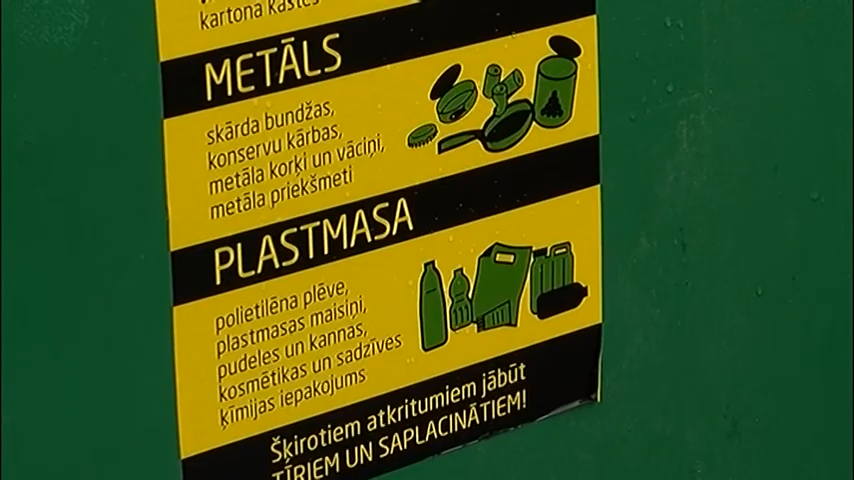 kartona kastes
METĀLS
skārda bundžas,
konservu kārbas,
metāla korķi un vāciņi,
metāla priekšmeti
PLASTMASA
polietilēna plēve,
plastmasas maisiņi,
pudeles un kannas,
kosmētikas un sadzīves
ķīmijas iepakojums
Šķirotiem atkritumiem jābūt
TĪRIEM UN SAPLACINĀTIEM!